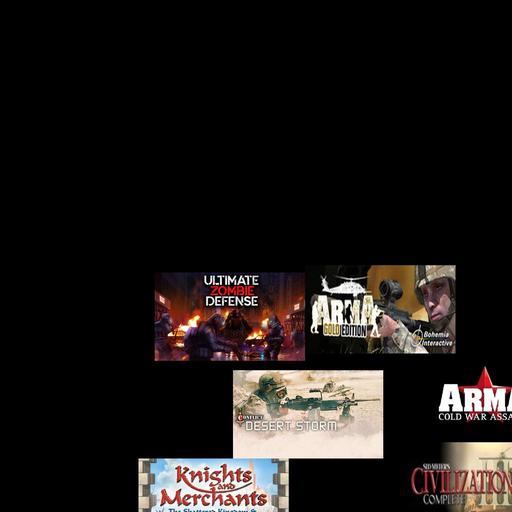 ULTIMATE
ZOMBIE
DEFENSE
ARMA
GOLD EDITION
Bohemia
Interactive
CONFLICT
DESERT STORM
ARMA
COLD WAR ASSA
Knights
and
Merchants
The Shattered Kingdom &
SID MEIER'S
CIVILIZATION
COMPLETE